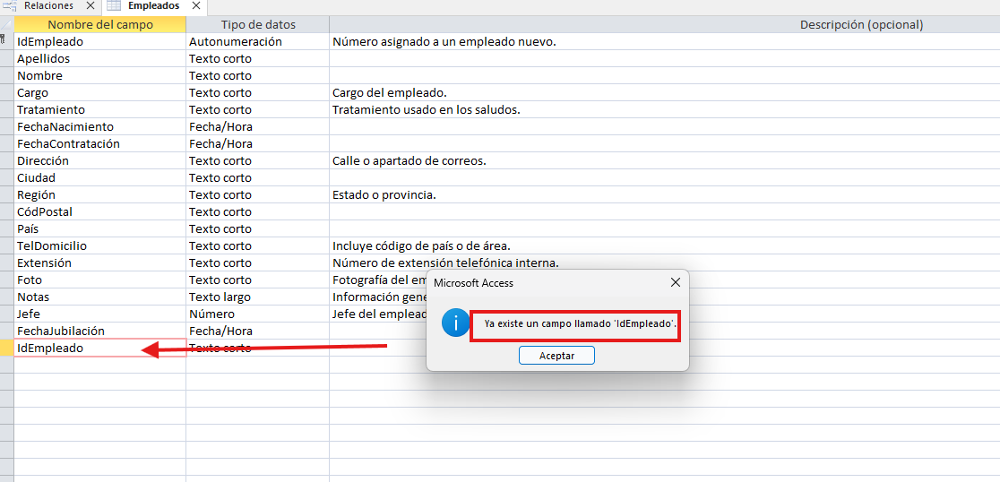 Relaciones Empleados
Nombre del campo Tipo de datos Descripción (opcional)
IdEmpleado Autonumeración Número asignado a un empleado nuevo.
Apellidos Texto corto
Nombre Texto corto
Cargo Texto corto Cargo del empleado.
Tratamiento Texto corto Tratamiento usado en los saludos.
FechaNacimiento Fecha/Hora
FechaContratación Fecha/Hora
Dirección Texto corto Calle o apartado de correos.
Ciudad Texto corto
Región Texto corto Estado o provincia.
CódPostal Texto corto
País Texto corto
TelDomicilio Texto corto Incluye código de país o de área.
Extensión Texto corto Número de extensión telefónica interna.
Foto Texto corto Fotografía del em
Notas Texto largo Información gene
Jefe Número Jefe del emplead
FechaJubilación Fecha/Hora
IdEmpleado Texto corto
Microsoft Access
Ya existe un campo llamado 'IdEmpleado'.
Aceptar